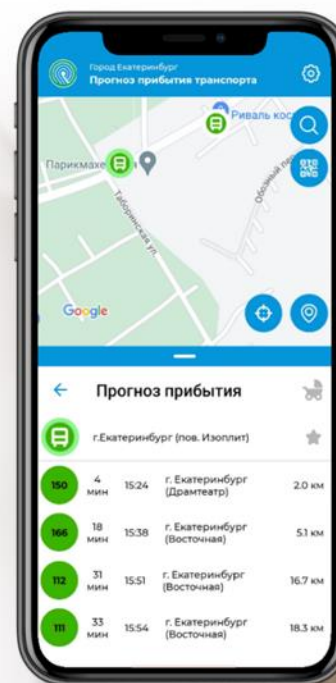 Город Екатеринбург
Прогноз прибытия транспорта
Риваль кос
Парикмахе
Таборинская ул.
Google
Прогноз прибытия
г.Екатеринбург (пов. Изоплит)
150 4 мин 15:24 г. Екатеринбург (Драмтеатр) 2.0 км
166 18 мин 15:38 г. Екатеринбург (Восточная) 5.1 км
112 31 мин 15:51 г. Екатеринбург (Восточная) 16.7 км
111 33 мин 15:54 г. Екатеринбург (Восточная) 18.3 км